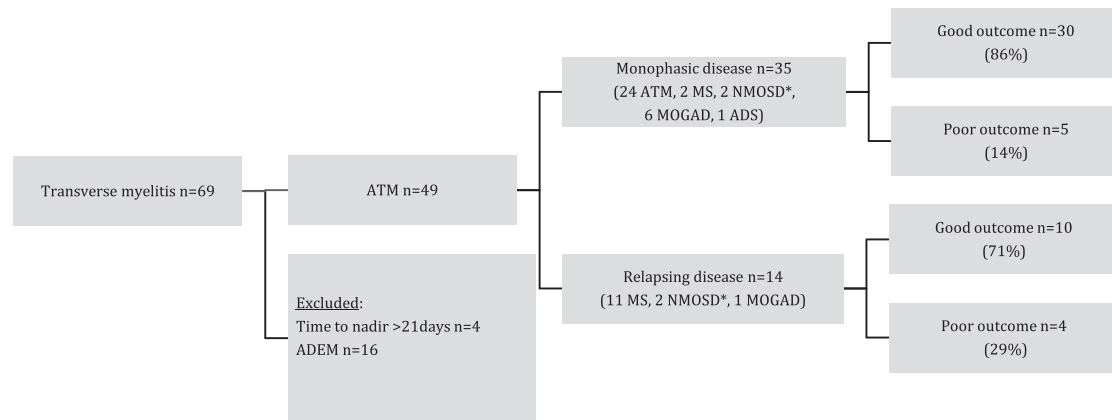 Transverse myelitis n=69
ATM n=49
Excluded:
Time to nadir >21days n=4
ADEM n=16
Monophasic disease n=35
(24 ATM, 2 MS, 2 NMOSD*,
6 MOGAD, 1 ADS)
Relapsing disease n=14
(11 MS, 2 NMOSD*, 1 MOGAD)
Good outcome n=30
(86%)
Poor outcome n=5
(14%)
Good outcome n=10
(71%)
Poor outcome n=4
(29%)